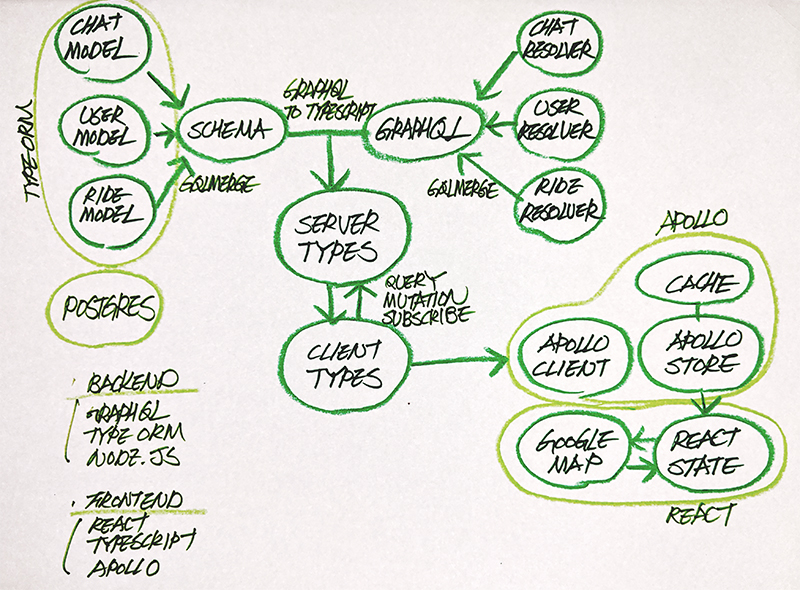 CHAT
MODEL
USER
MODEL
RIDE
MODEL
TYPE ORM
POSTGRES
SCHEMA
GQLMERGE
GRAPHQL
TO TYPESCRIPT
GRAPHQL
CHAT
RESOLVER
USER
RESOLVER
RIDE
RESOLVER
GQLMERGE
SERVER
TYPES
QUERY
MUTATION
SUBSCRIBE
CLIENT
TYPES
APOLLO
CACHE
APOLLO
CLIENT
APOLLO
STORE
GOOGLE
MAP
REACT
STATE
REACT
· BACKEND
GRAPHQL
TYPE ORM
NODE.JS
· FRONTEND
REACT
TYPESCRIPT
APOLLO